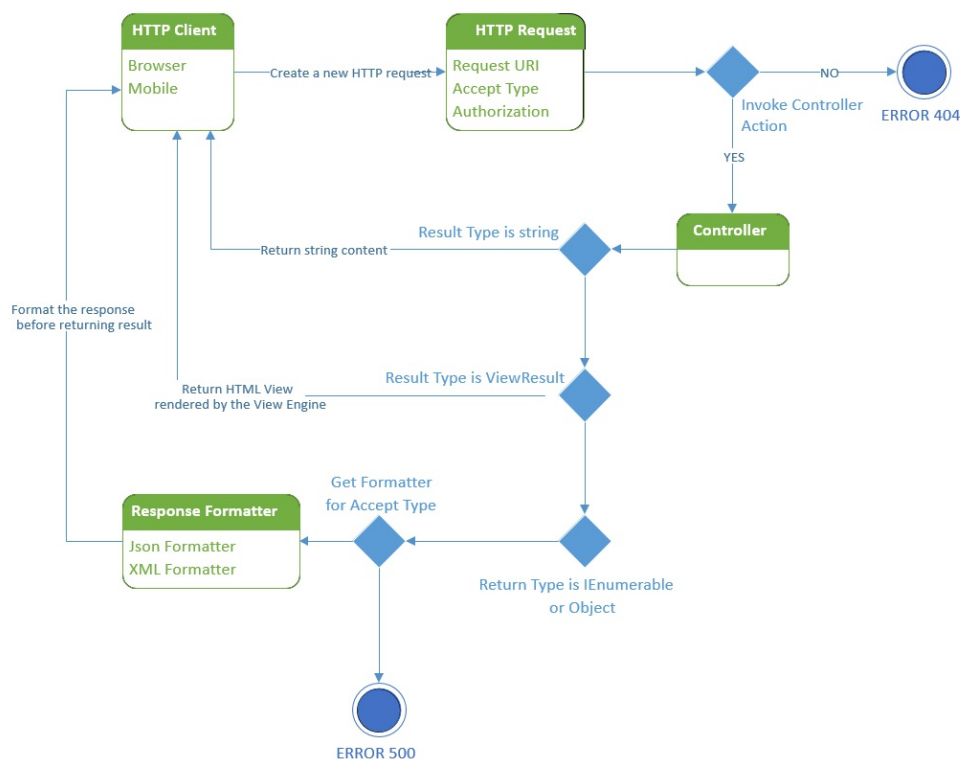 HTTP Client
Browser
Mobile
Create a new HTTP request
HTTP Request
Request URI
Accept Type
Authorization
NO
ERROR 404
Invoke Controller
Action
YES
Controller
Result Type is string
Return string content
Format the response
before returning result
Result Type is ViewResult
Return HTML View
rendered by the View Engine
Get Formatter
for Accept Type
Response Formatter
Json Formatter
XML Formatter
Return Type is IEnumerable
or Object
ERROR 500